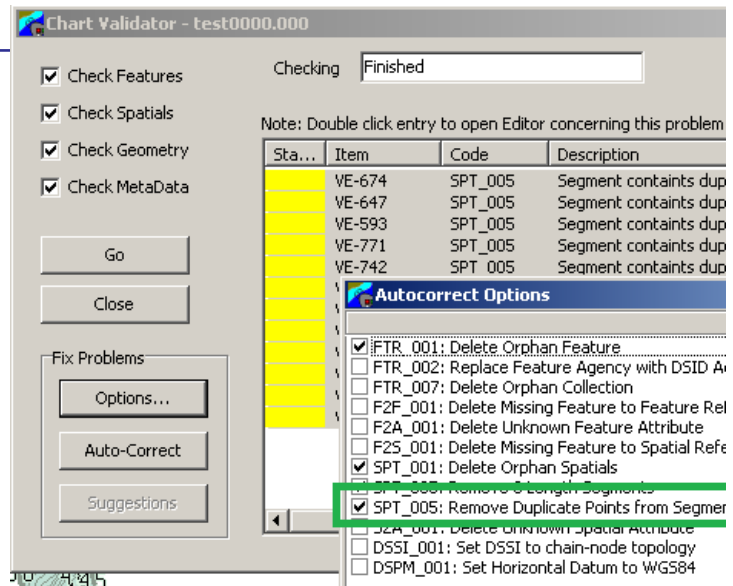 Chart Validator - test0000.000
Check Features
Check Spatials
Check Geometry
Check MetaData
Go
Close
Fix Problems
Options...
Auto-Correct
Suggestions
Checking Finished
Note: Double click entry to open Editor concerning this problem
Sta... Item Code Description
VE-674 SPT_005 Segment containts dup
VE-647 SPT_005 Segment containts dup
VE-593 SPT_005 Segment containts dup
VE-771 SPT_005 Segment containts dup
VE-742 SPT_005 Segment containts dup
Autocorrect Options
FTR_001: Delete Orphan Feature
FTR_002: Replace Feature Agency with DSID A
FTR_007: Delete Orphan Collection
F2F_001: Delete Missing Feature to Feature Ref
F2A_001: Delete Unknown Feature Attribute
F2S_001: Delete Missing Feature to Spatial Refe
SPT_001: Delete Orphan Spatials
SPT_005: Remove Duplicate Points from Segmen
S2A_001: Delete Unknown Spatial Attribute
DSSI_001: Set DSSI to chain-node topology
DSPM_001: Set Horizontal Datum to WGS84